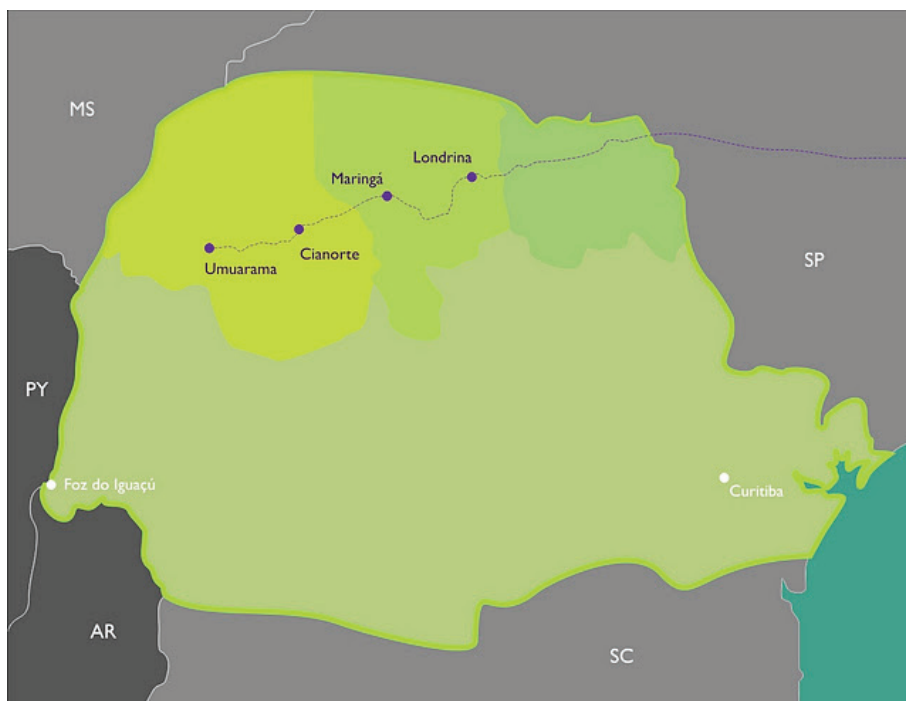 MS
Londrina
Maringá
Cianorte
Umuarama
SP
PY
Foz do Iguaçú
Curitiba
AR
SC